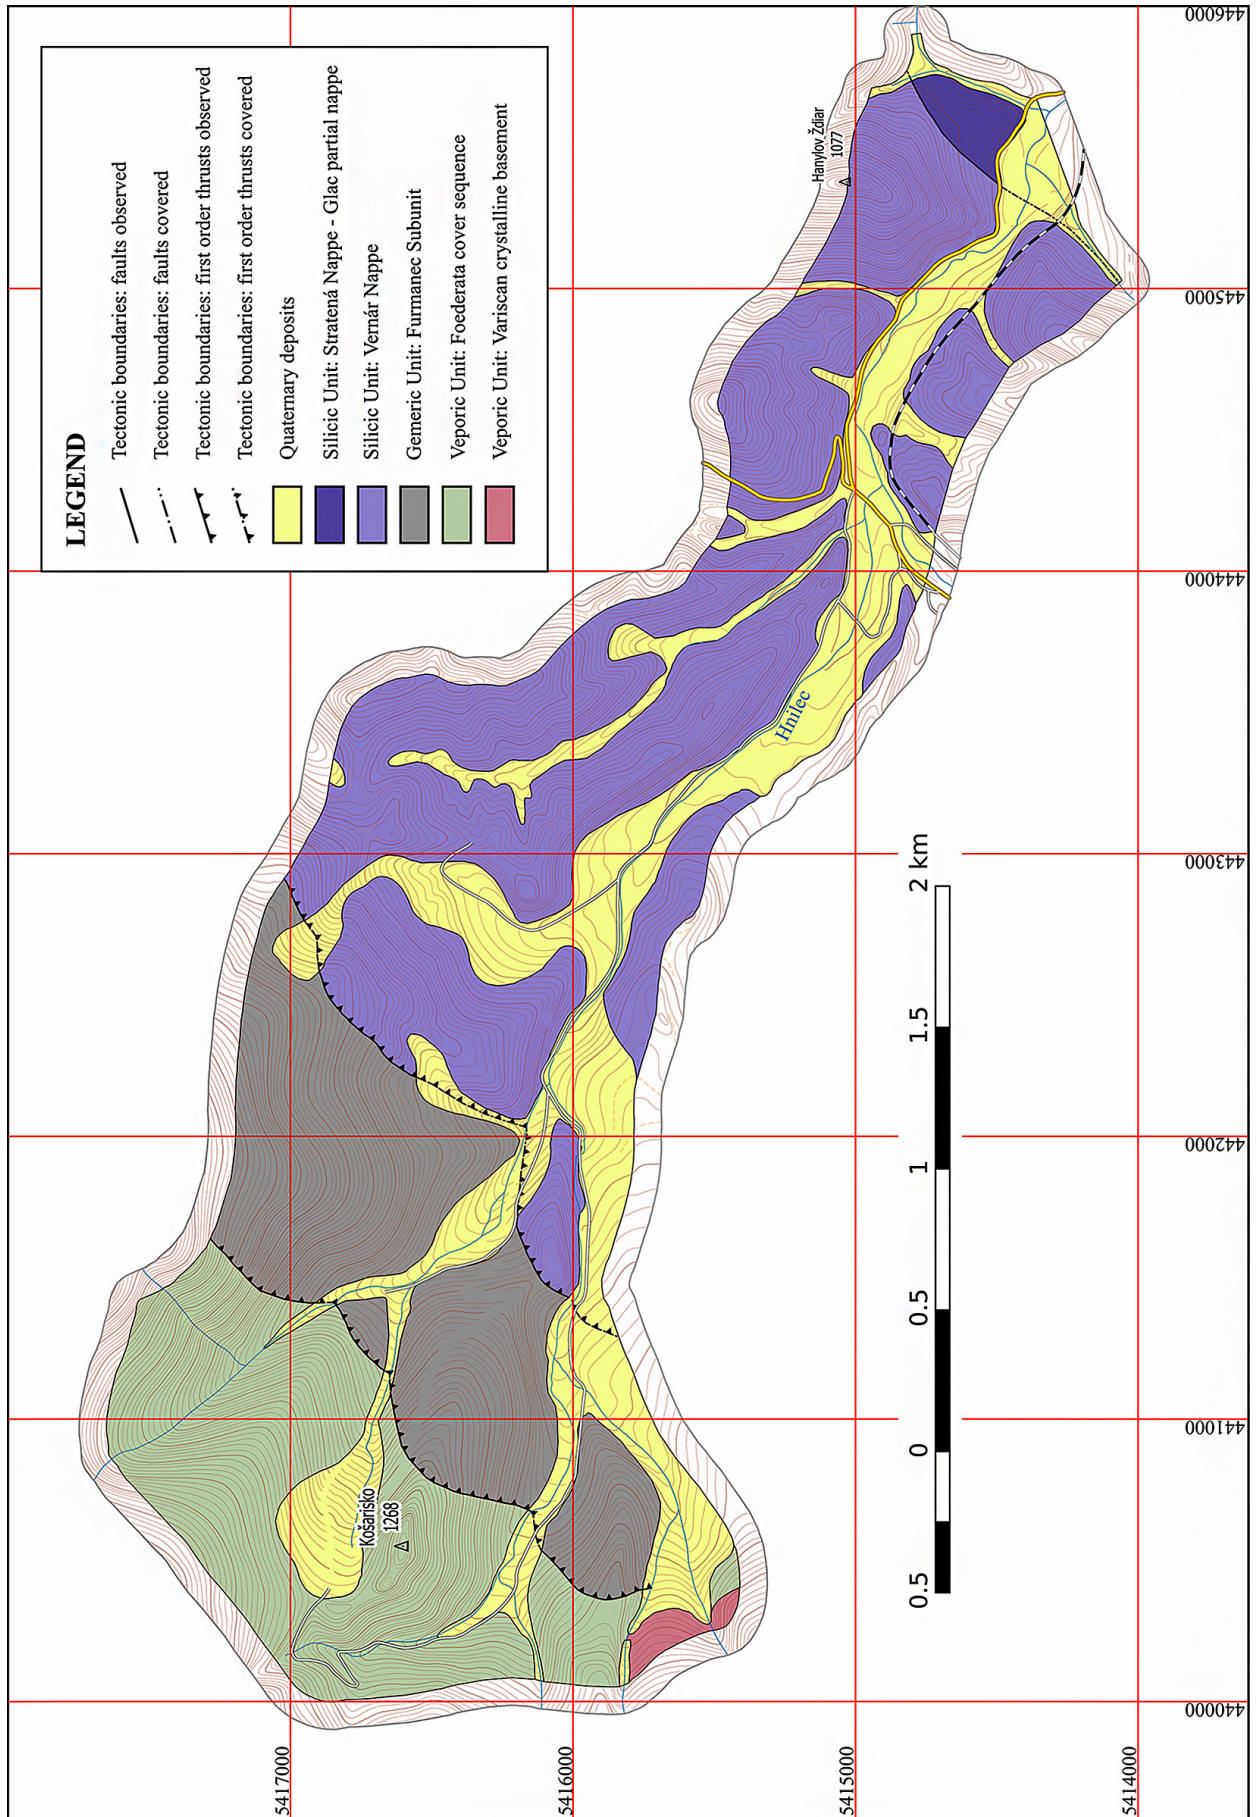 LEGEND
Tectonic boundaries: faults observed
Tectonic boundaries: faults covered
Tectonic boundaries: first order thrusts observed
Tectonic boundaries: first order thrusts covered
Quaternary deposits
Silicic Unit: Stratená Nappe - Glac partial nappe
Silicic Unit: Vernár Nappe
Gemeric Unit: Furmanec Subunit
Veporic Unit: Foederata cover sequence
Veporic Unit: Variscan crystalline basement
5417000
5416000
5415000
5414000
440000
441000
442000
443000
444000
445000
446000
Košarisko
1268
Hnilec
Hanylov Ždiar
1077
0.5
0
0.5
1
1.5
2 km